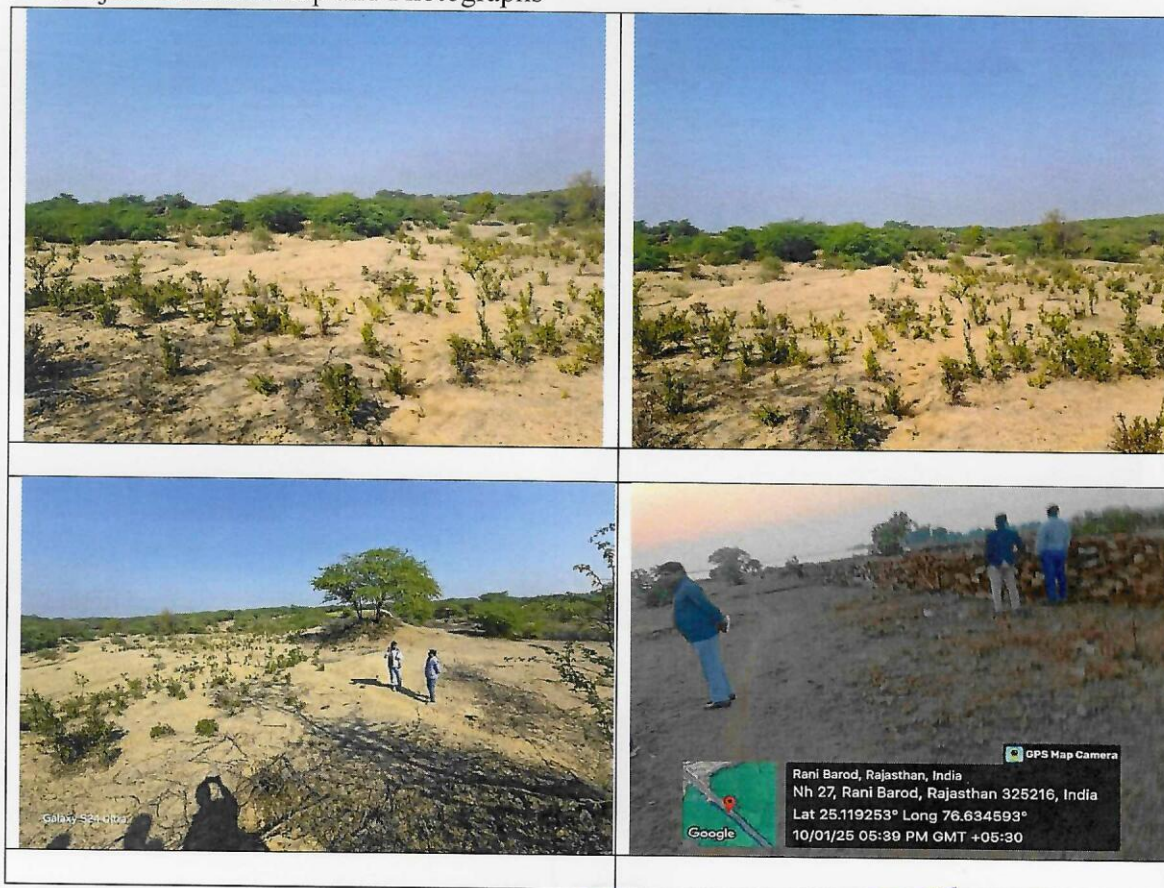 Photographs
Galaxy S24 Ultra
GPS Map Camera
Rani Barod, Rajasthan, India
Nh 27, Rani Barod, Rajasthan 325216, India
Lat 25.119253° Long 76.634593°
10/01/25 05:39 PM GMT +05:30
Google